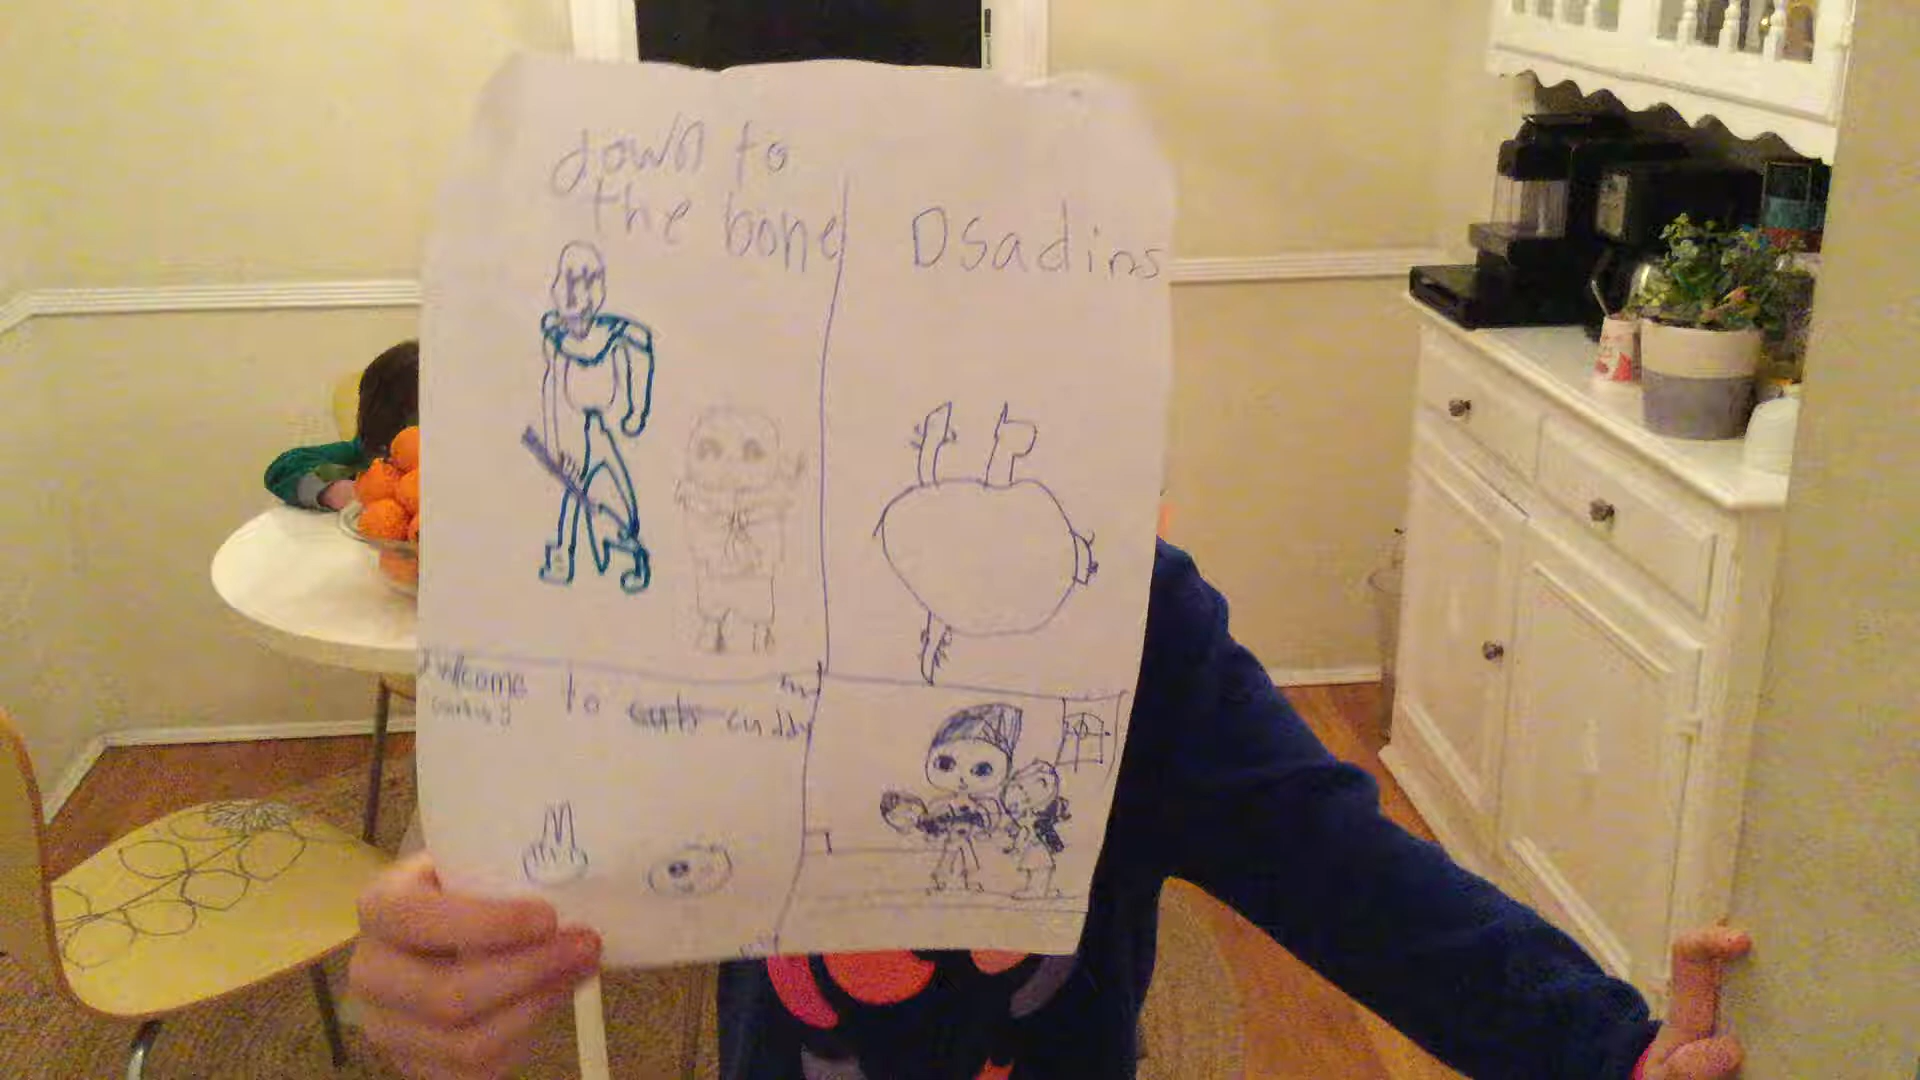 down to
the bone
Dsadins
welcome to cuddy